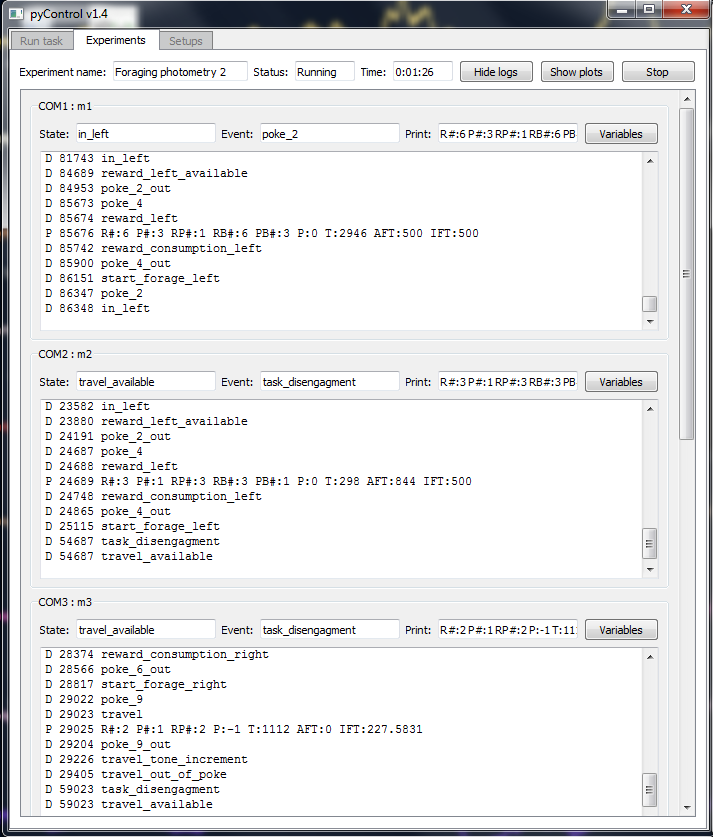 pyControl v1.4
Run task Experiments Setups
Experiment name: Foraging photometry 2 Status: Running Time: 0:01:26 Hide logs Show plots Stop
COM1 : m1
State: in_left Event: poke_2 Print: R#:6 P#:3 RP#:1 RB#:6 PB Variables
D 81743 in_left
D 84689 reward_left_available
D 84953 poke_2_out
D 85673 poke_4
D 85674 reward_left
P 85676 R#:6 P#:3 RP#:1 RB#:6 PB#:3 P:0 T:2946 AFT:500 IFT:500
D 85742 reward_consumption_left
D 85900 poke_4_out
D 86151 start_forage_left
D 86347 poke_2
D 86348 in_left
COM2 : m2
State: travel_available Event: task_disengagment Print: R#:3 P#:1 RP#:3 RB#:3 PB Variables
D 23582 in_left
D 23880 reward_left_available
D 24191 poke_2_out
D 24687 poke_4
D 24688 reward_left
P 24689 R#:3 P#:1 RP#:3 RB#:3 PB#:1 P:0 T:298 AFT:844 IFT:500
D 24748 reward_consumption_left
D 24865 poke_4_out
D 25115 start_forage_left
D 54687 task_disengagment
D 54687 travel_available
COM3 : m3
State: travel_available Event: task_disengagment Print: R#:2 P#:1 RP#:2 P:-1 T:111 Variables
D 28374 reward_consumption_right
D 28566 poke_6_out
D 28817 start_forage_right
D 29022 poke_9
D 29023 travel
P 29025 R#:2 P#:1 RP#:2 P:-1 T:1112 AFT:0 IFT:227.5831
D 29204 poke_9_out
D 29226 travel_tone_increment
D 29405 travel_out_of_poke
D 59023 task_disengagment
D 59023 travel_available